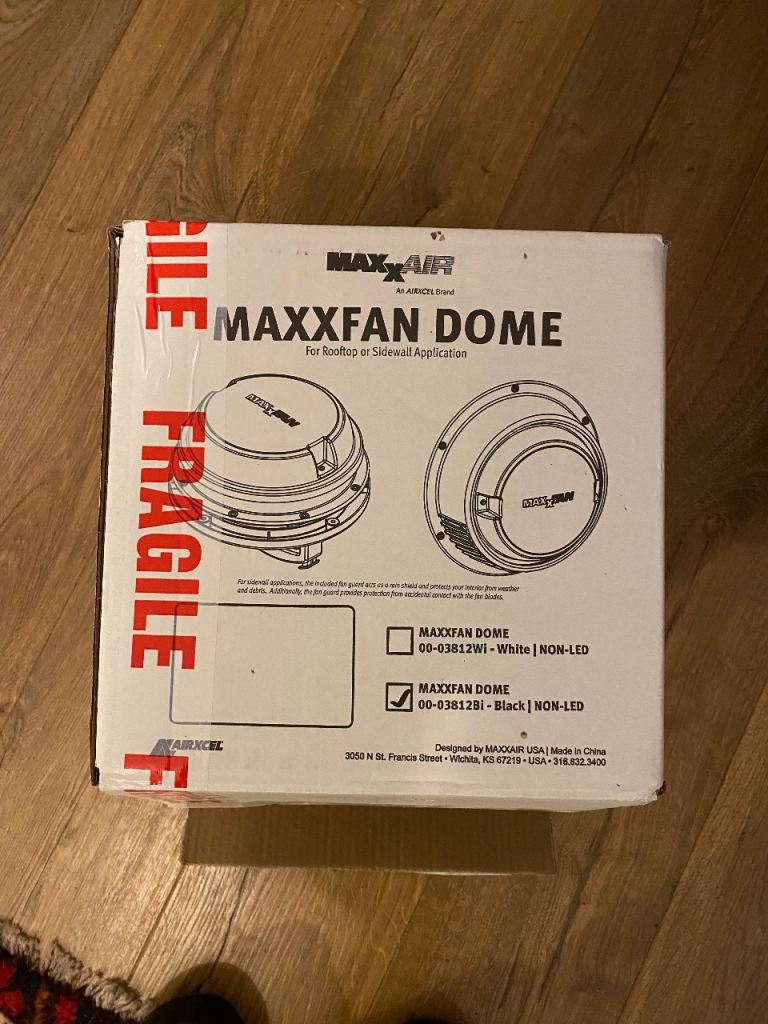 MAXXAIR
An AIRXCEL Brand
MAXXFAN DOME
For Rooftop or Sidewall Application
MAXXFAN
MAXXFAN
For sidewall applications, the included fan guard acts as a rain shield and protects your interior from weather
and debris. Additionally, the fan guard provides protection from accidental contact with the fan blades.
MAXXFAN DOME
00-03812Wi - White | NON-LED
MAXXFAN DOME
00-03812Bi - Black | NON-LED
AIRXCEL
Designed by MAXXAIR USA | Made in China
3050 N St. Francis Street • Wichita, KS 67219 • USA • 316.832.3400
GILE
FRAGILE
F